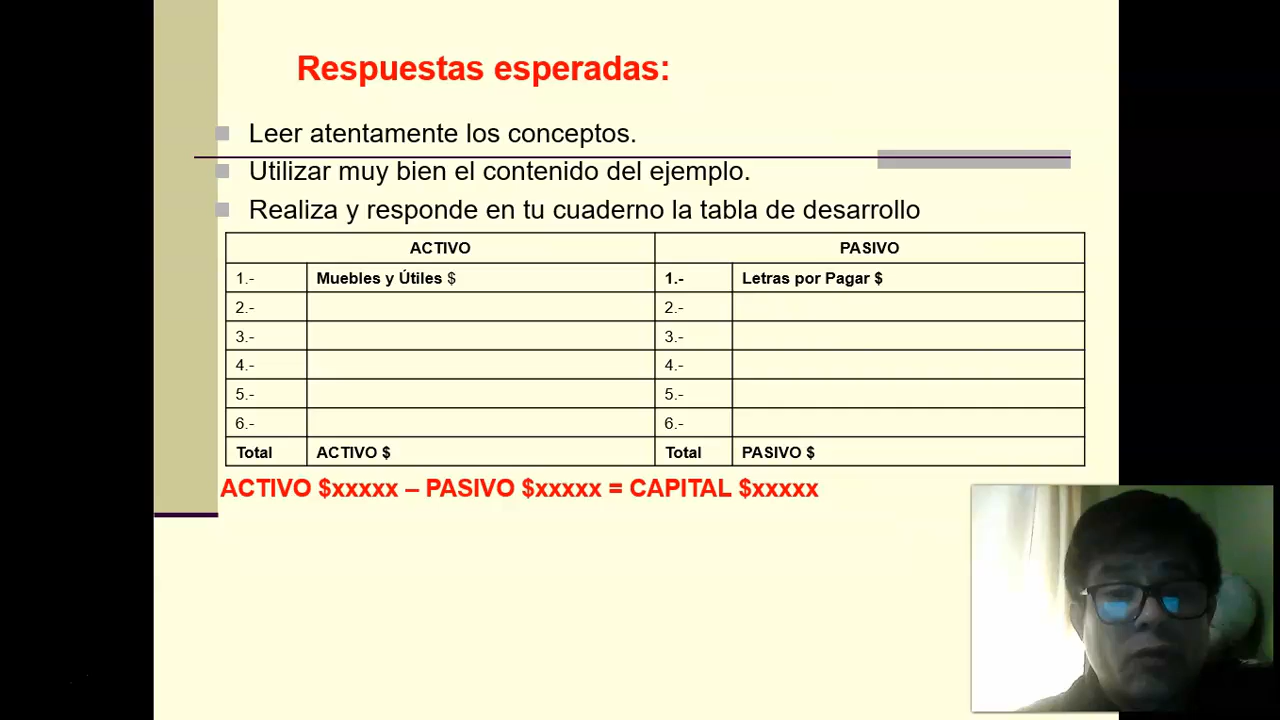 Respuestas esperadas:
Leer atentamente los conceptos.
Utilizar muy bien el contenido del ejemplo.
Realiza y responde en tu cuaderno la tabla de desarrollo
ACTIVO PASIVO
1.- Muebles y Útiles $ 1.- Letras por Pagar $
2.- 2.-
3.- 3.-
4.- 4.-
5.- 5.-
6.- 6.-
Total ACTIVO $ Total PASIVO $
ACTIVO $xxxxx – PASIVO $xxxxx = CAPITAL $xxxxx